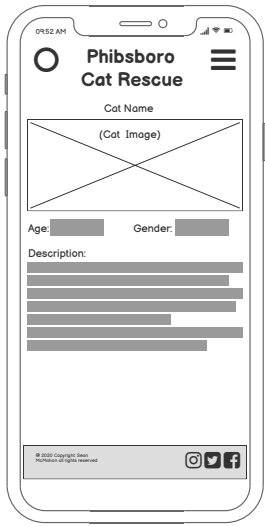 09:52 AM
Phibsboro
Cat Rescue
Cat Name
(Cat Image)
Age:
Gender:
Description:
© 2020 Copyright: Sean
McMahon all rights reserved